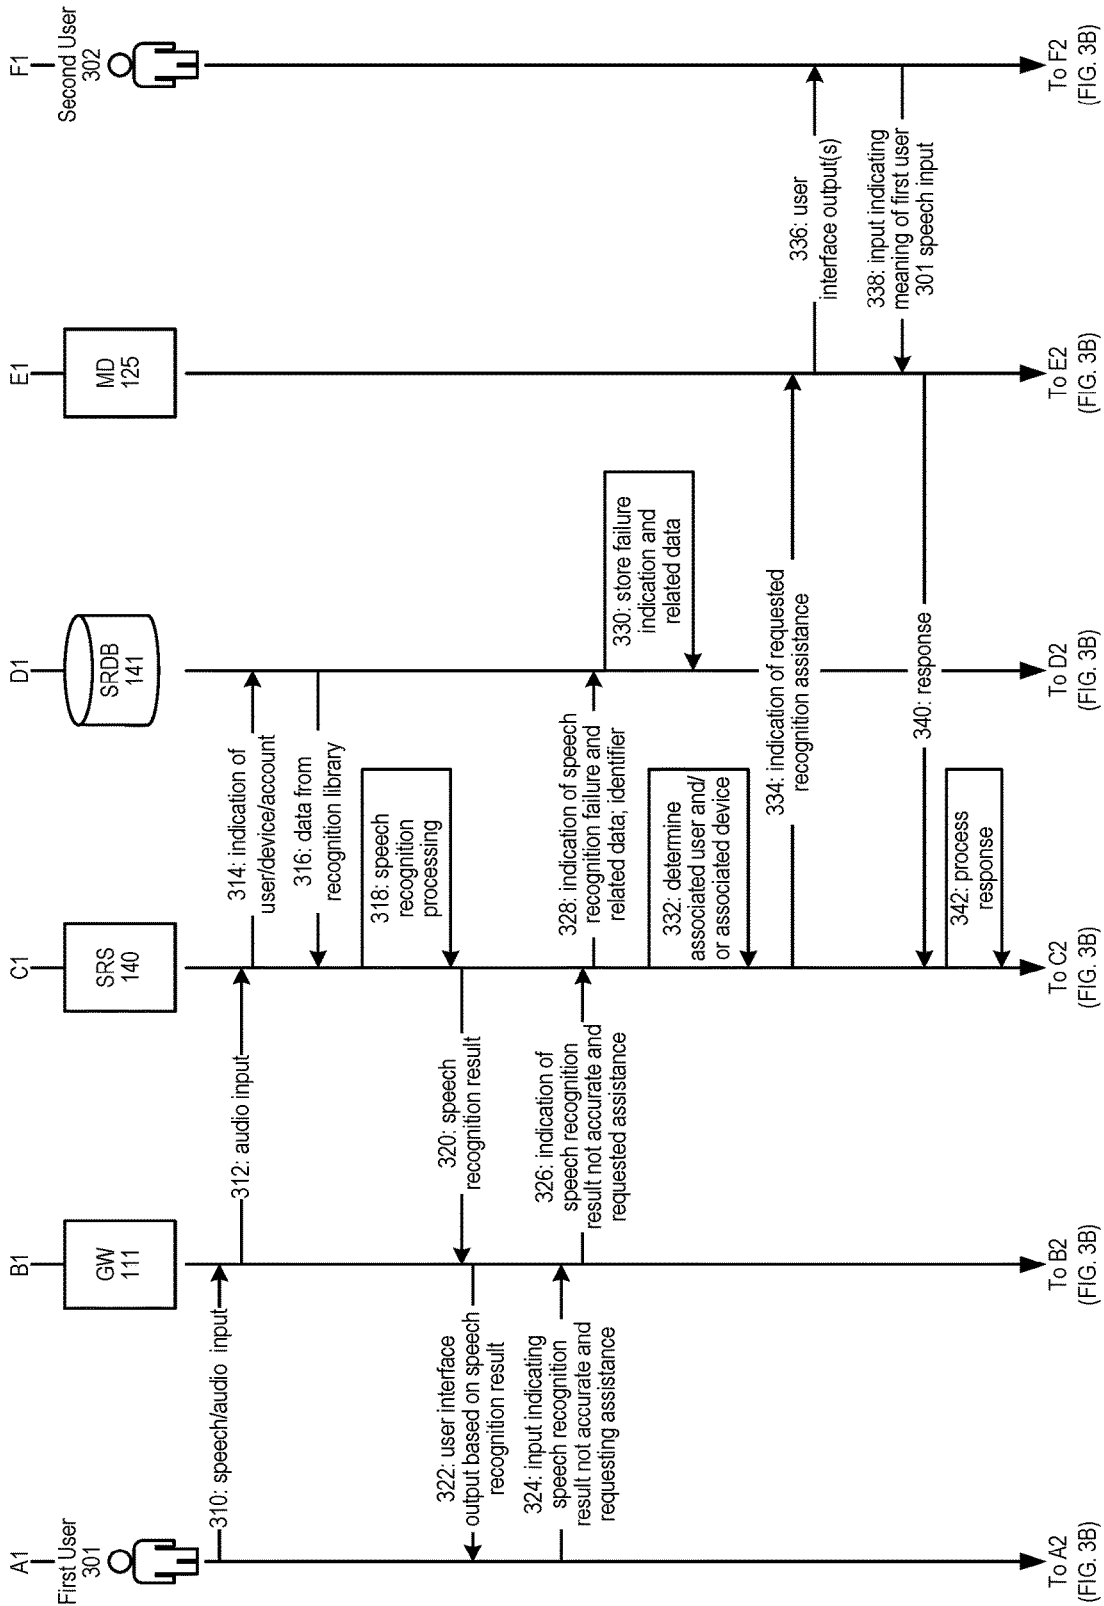 A1
First User
301
B1
GW
111
C1
SRS
140
D1
SRDB
141
E1
MD
125
F1
Second User
302
310: speech/audio input
312: audio input
314: indication of
user/device/account
316: data from
recognition library
318: speech
recognition
processing
320: speech
recognition result
322: user interface
output based on speech
recognition result
324: input indicating
speech recognition
result not accurate and
requesting assistance
326: indication of
speech recognition
result not accurate and
requested assistance
328: indication of speech
recognition failure and
related data; identifier
330: store failure
indication and
related data
332: determine
associated user and/
or associated device
334: indication of requested
recognition assistance
336: user
interface output(s)
338: input indicating
meaning of first user
301 speech input
340: response
342: process
response
To A2
(FIG. 3B)
To B2
(FIG. 3B)
To C2
(FIG. 3B)
To D2
(FIG. 3B)
To E2
(FIG. 3B)
To F2
(FIG. 3B)